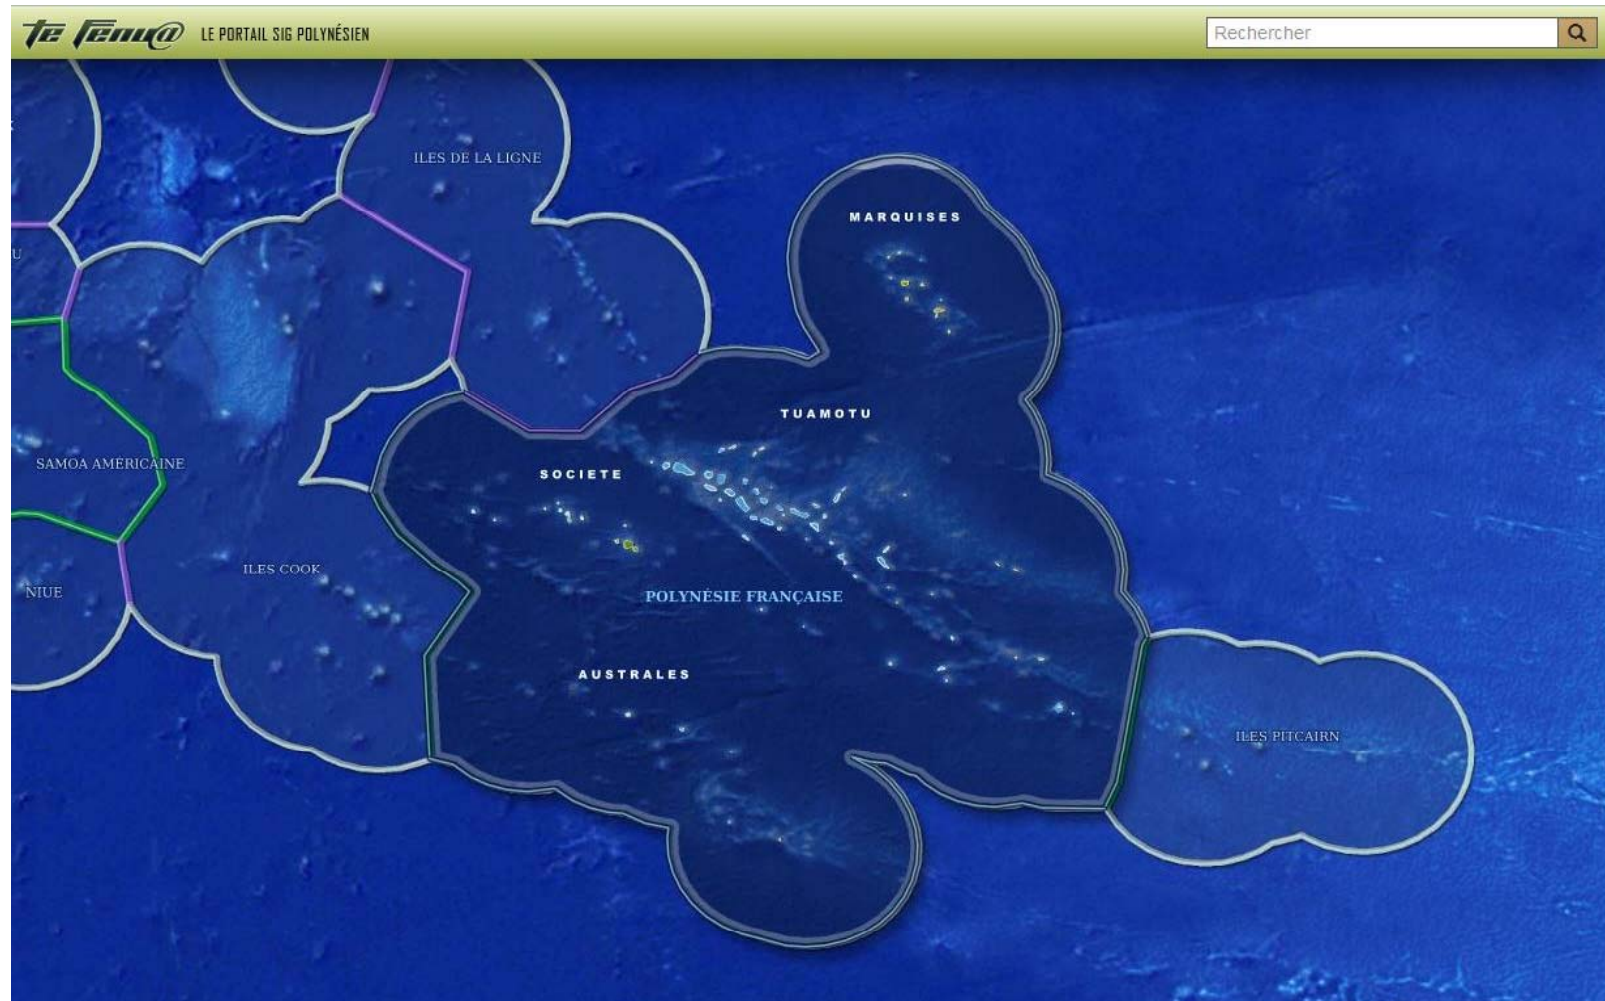 te Fenu@ LE PORTAIL SIG POLYNÉSIEN
Rechercher
ILES DE LA LIGNE
MARQUISES
U
TUAMOTU
SAMOA AMÉRICAINE
SOCIETE
ILES COOK
NIUE
POLYNÉSIE FRANÇAISE
AUSTRALES
ILES PITCAIRN